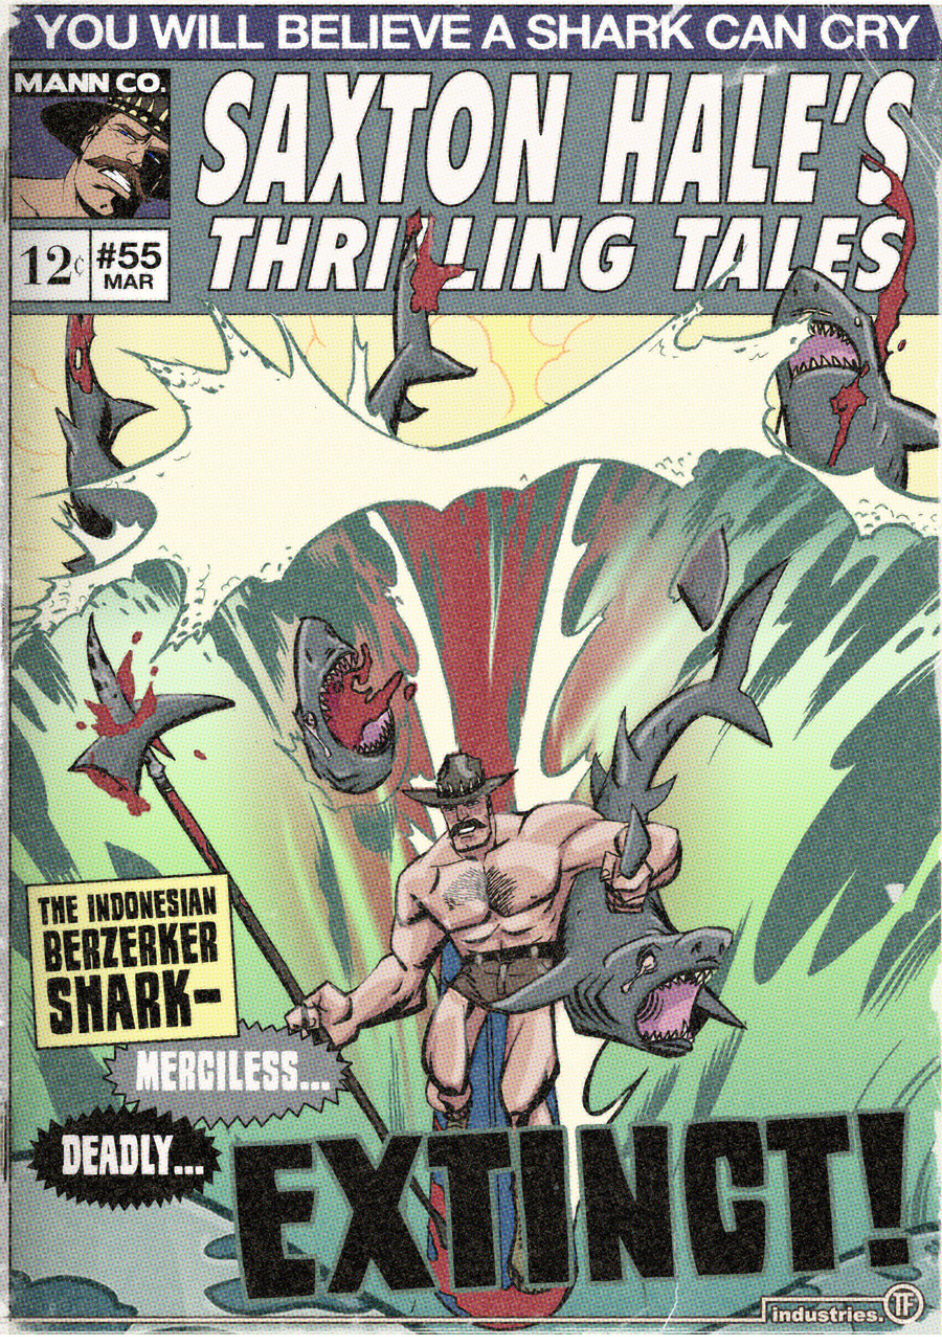 YOU WILL BELIEVE A SHARK CAN CRY
MANN CO.
SAXTON HALE'S
THRILLING TALES
12¢
#55
MAR
THE INDONESIAN
BERZERKER
SHARK-
MERCILESS...
DEADLY...
EXTINCT!
industries.
TF